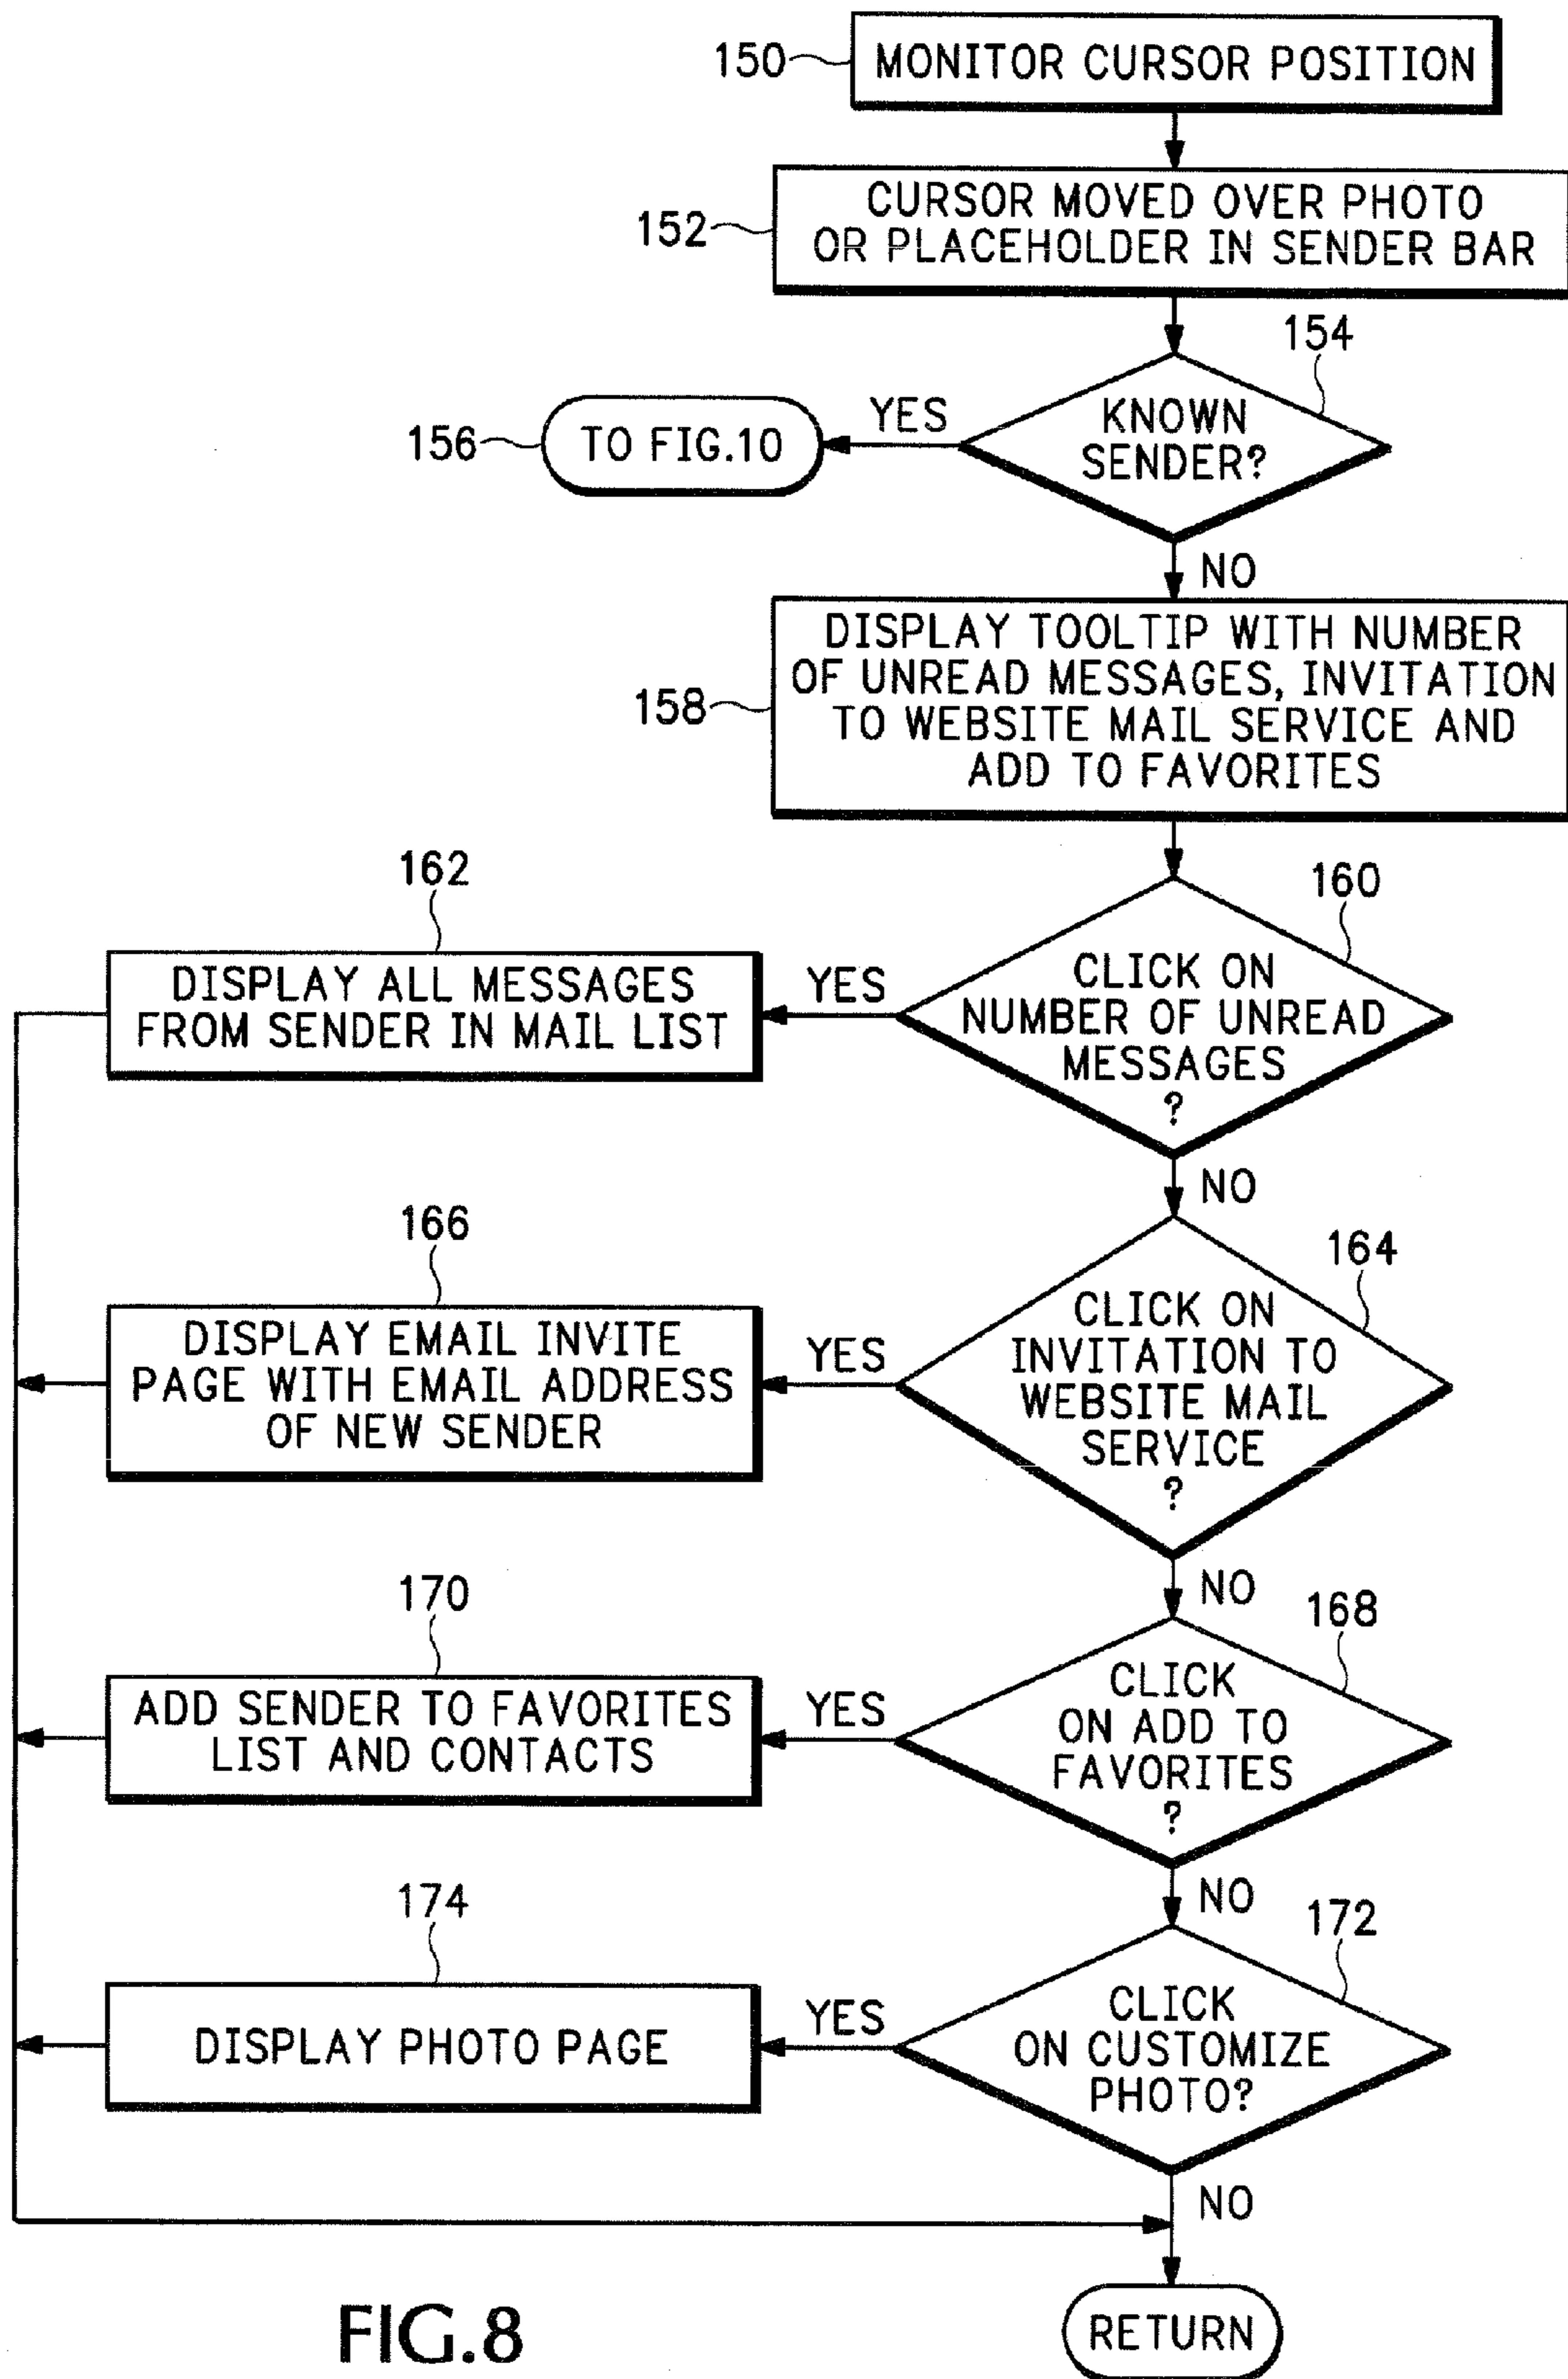 150
MONITOR CURSOR POSITION
152
CURSOR MOVED OVER PHOTO
OR PLACEHOLDER IN SENDER BAR
154
KNOWN
SENDER?
YES
156
TO FIG.10
NO
158
DISPLAY TOOLTIP WITH NUMBER
OF UNREAD MESSAGES, INVITATION
TO WEBSITE MAIL SERVICE AND
ADD TO FAVORITES
160
CLICK ON
NUMBER OF UNREAD
MESSAGES
?
YES
162
DISPLAY ALL MESSAGES
FROM SENDER IN MAIL LIST
NO
164
CLICK ON
INVITATION TO
WEBSITE MAIL
SERVICE
?
YES
166
DISPLAY EMAIL INVITE
PAGE WITH EMAIL ADDRESS
OF NEW SENDER
NO
168
CLICK
ON ADD TO
FAVORITES
?
YES
170
ADD SENDER TO FAVORITES
LIST AND CONTACTS
NO
172
CLICK
ON CUSTOMIZE
PHOTO?
YES
174
DISPLAY PHOTO PAGE
NO
RETURN
FIG.8